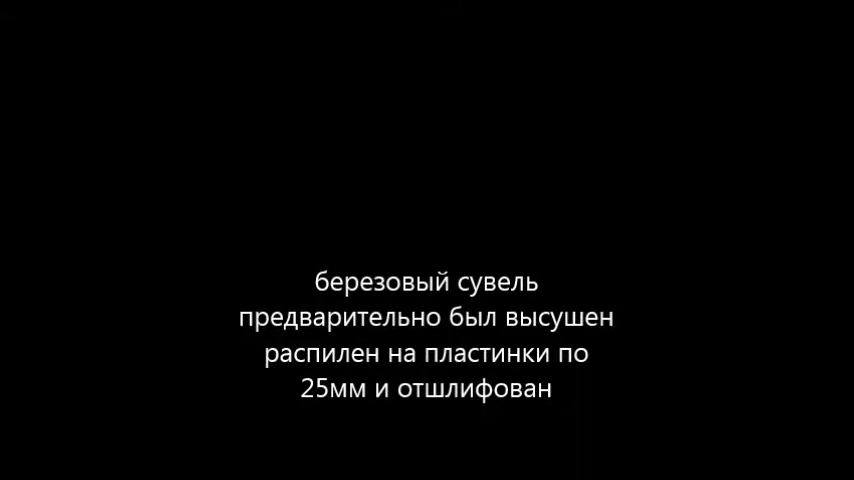 березовый сувель
предварительно был высушен
распилен на пластинки по
25мм и отшлифован